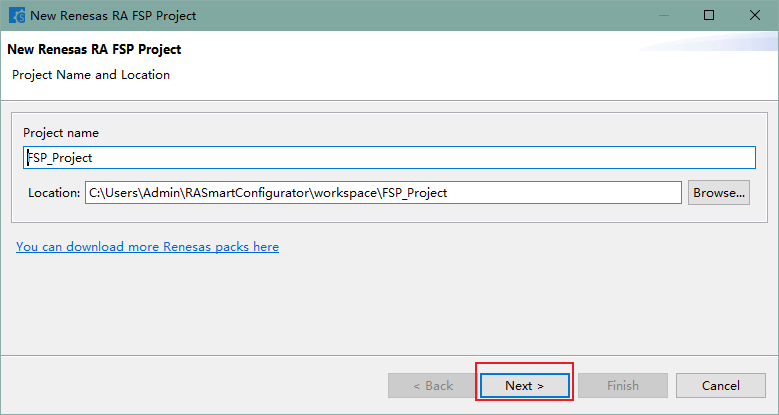 New Renesas RA FSP Project
New Renesas RA FSP Project
Project Name and Location
Project name
FSP_Project
Location: C:\Users\Admin\RASmartConfigurator\workspace\FSP_Project Browse...
You can download more Renesas packs here
< Back Next > Finish Cancel